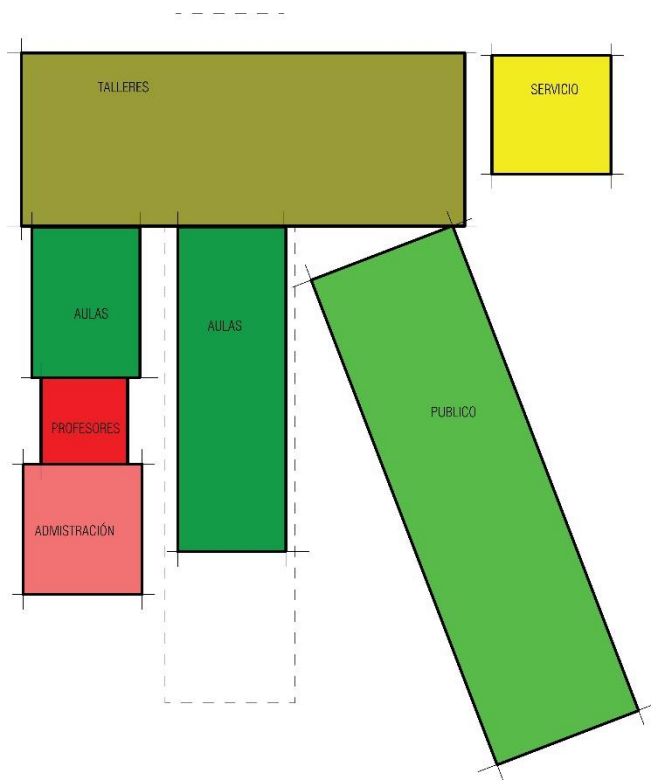 TALLERES
SERVICIO
AULAS
AULAS
PUBLICO
PROFESORES
ADMISTRACIÓN